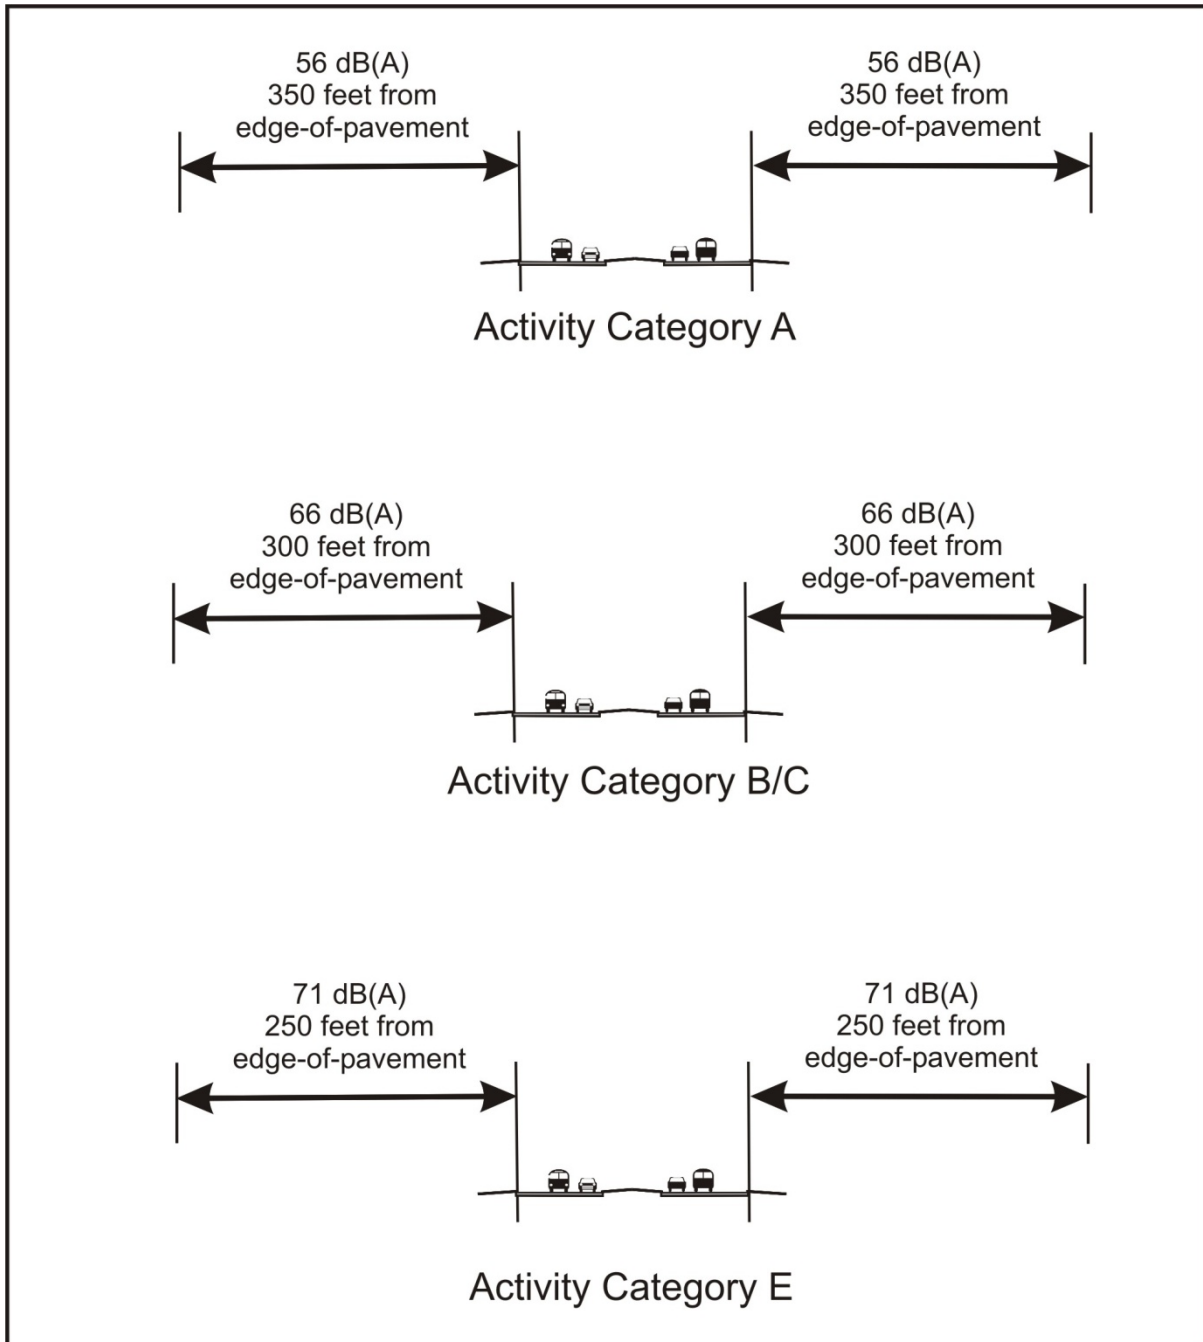 56 dB(A)
350 feet from
edge-of-pavement
56 dB(A)
350 feet from
edge-of-pavement
Activity Category A
66 dB(A)
300 feet from
edge-of-pavement
66 dB(A)
300 feet from
edge-of-pavement
Activity Category B/C
71 dB(A)
250 feet from
edge-of-pavement
71 dB(A)
250 feet from
edge-of-pavement
Activity Category E